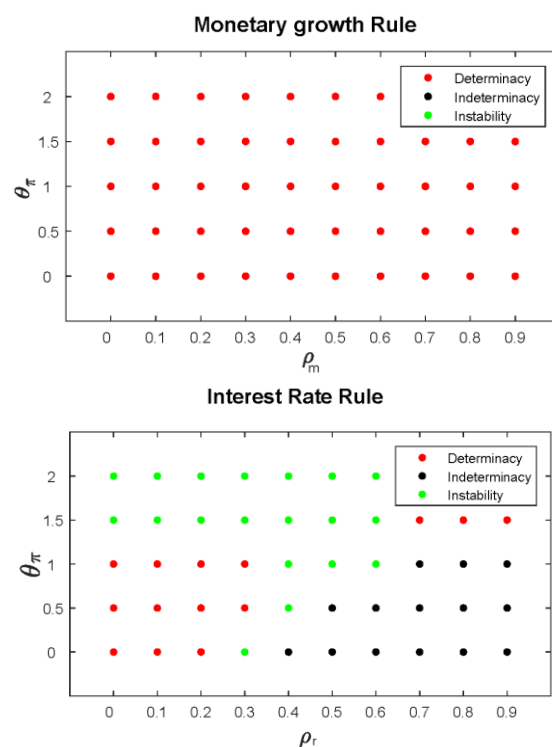 Monetary growth Rule
Determinacy
Indeterminacy
Instability
2
1.5
1
0.5
0
θπ
0 0.1 0.2 0.3 0.4 0.5 0.6 0.7 0.8 0.9
ρm
Interest Rate Rule
Determinacy
Indeterminacy
Instability
2
1.5
1
0.5
0
θπ
0 0.1 0.2 0.3 0.4 0.5 0.6 0.7 0.8 0.9
ρr